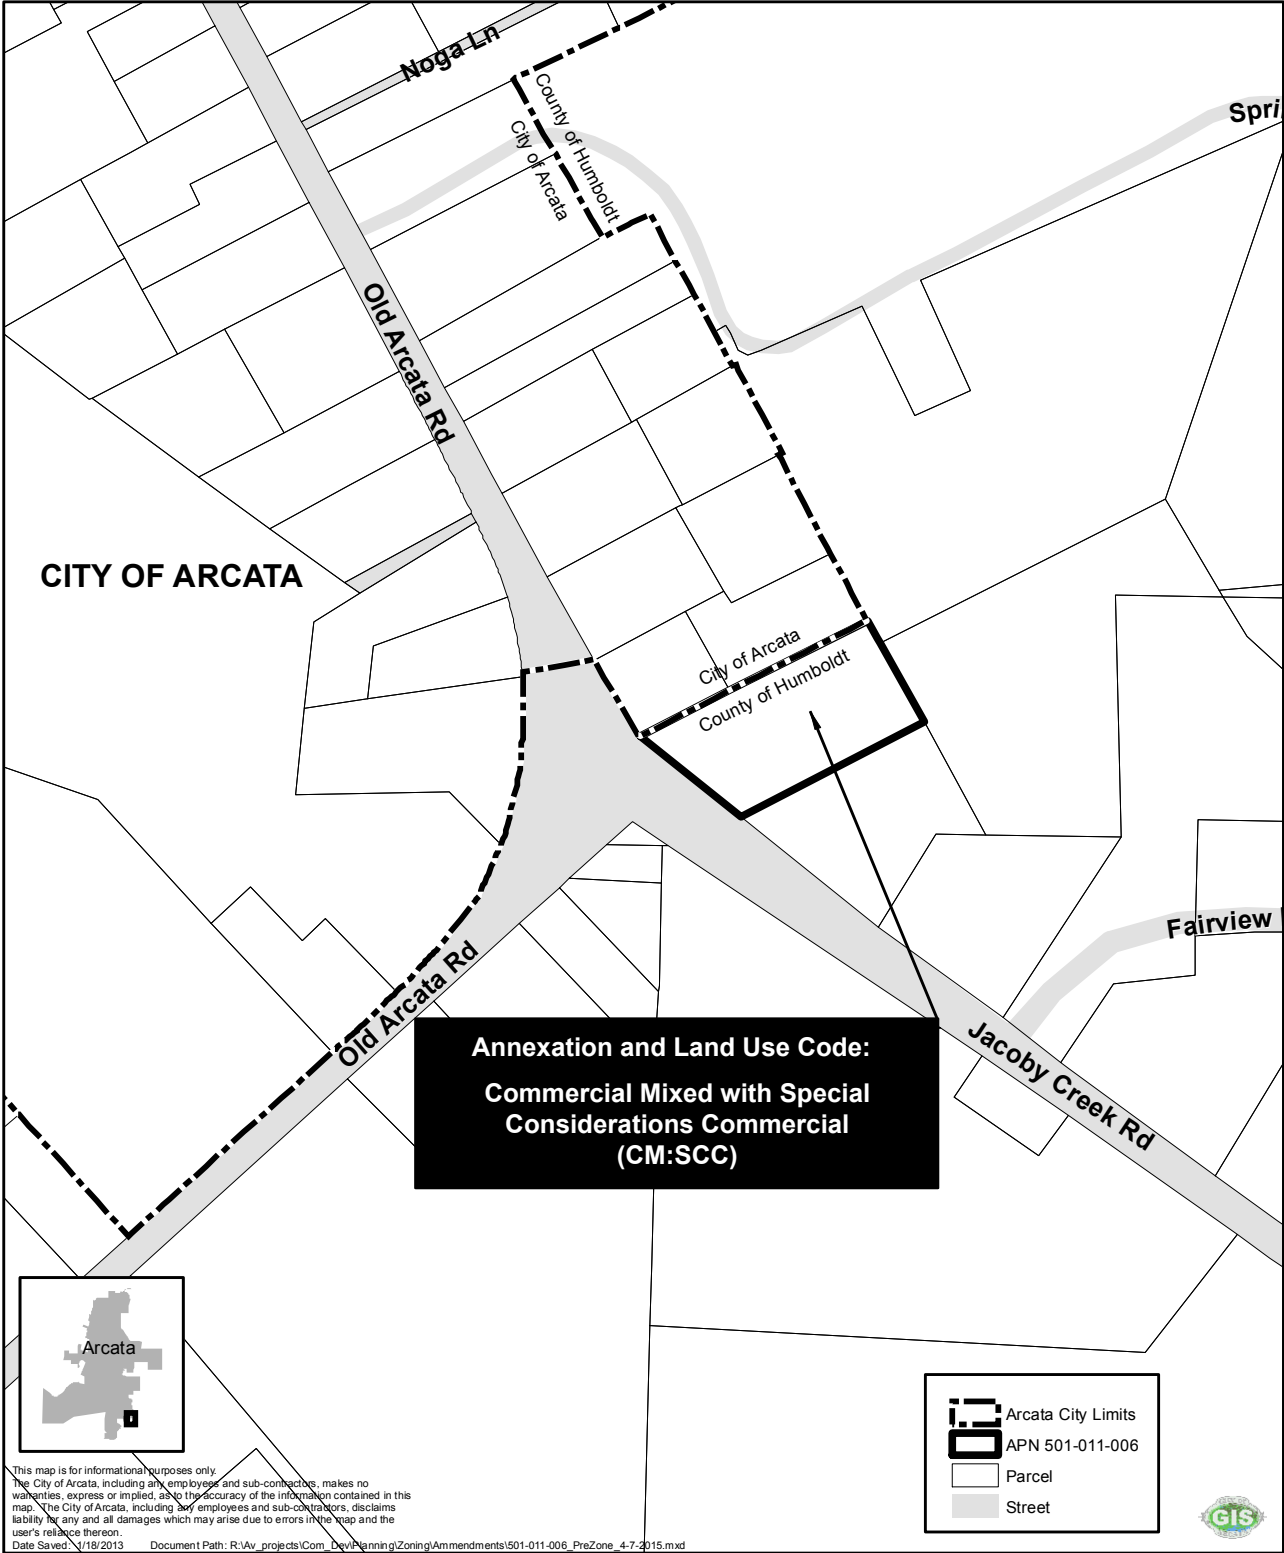 Noga Ln
Spri
County of Humboldt
City of Arcata
Old Arcata Rd
CITY OF ARCATA
City of Arcata
County of Humboldt
Fairview
Old Arcata Rd
Jacoby Creek Rd
Annexation and Land Use Code:
Commercial Mixed with Special
Considerations Commercial
(CM:SCC)
Arcata
Arcata City Limits
APN 501-011-006
Parcel
Street
GIS
This map is for informational purposes only.
The City of Arcata, including any employees and sub-contractors, makes no
warranties, express or implied, as to the accuracy of the information contained in this
map. The City of Arcata, including any employees and sub-contractors, disclaims
liability for any and all damages which may arise due to errors in the map and the
user's reliance thereon.
Date Saved: 1/18/2013 Document Path: R:\Av_projects\Com_Dev\Planning\Zoning\Ammendments\501-011-006_PreZone_4-7-2015.mxd